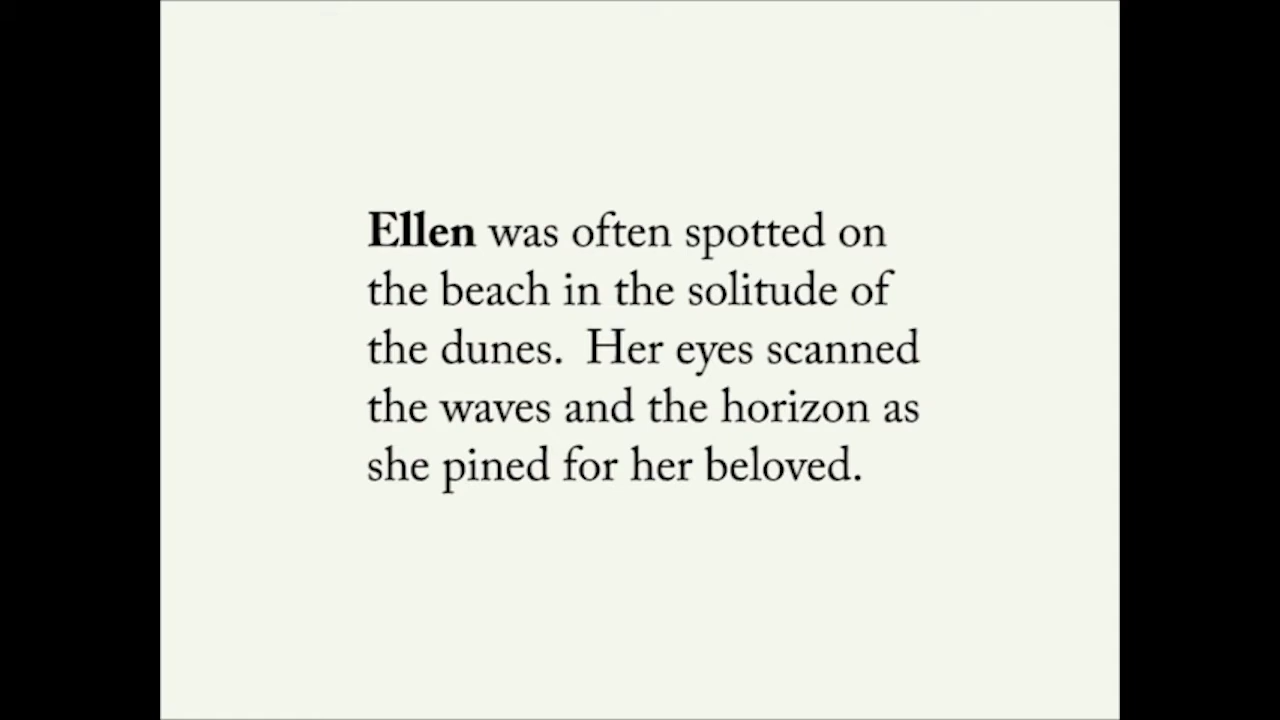 Ellen was often spotted on
the beach in the solitude of
the dunes.  Her eyes scanned
the waves and the horizon as
she pined for her beloved.